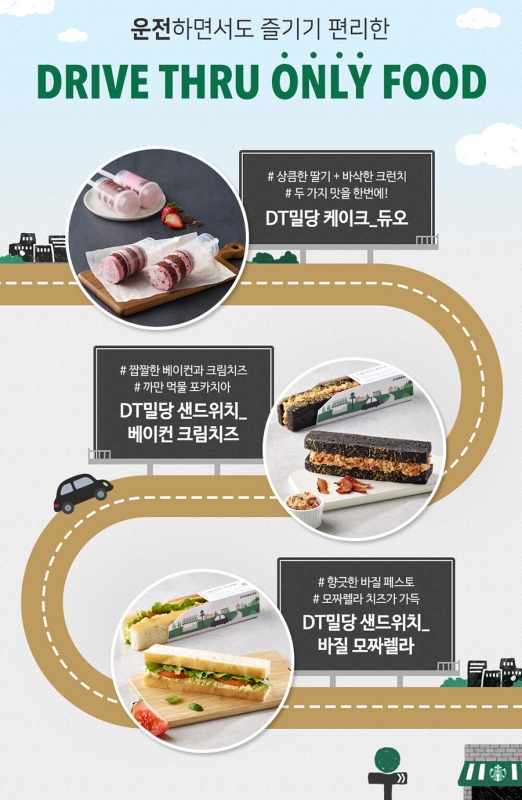 운전하면서도 즐기기 편리한
DRIVE THRU ONLY FOOD
# 상큼한 딸기 + 바삭한 크런치
# 두 가지 맛을 한번에!
DT밀당 케이크_듀오
# 짭짤한 베이컨과 크림치즈
# 까만 먹물 포카치아
DT밀당 샌드위치_
베이컨 크림치즈
# 향긋한 바질 페스토
# 모짜렐라 치즈가 가득
DT밀당 샌드위치_
바질 모짜렐라